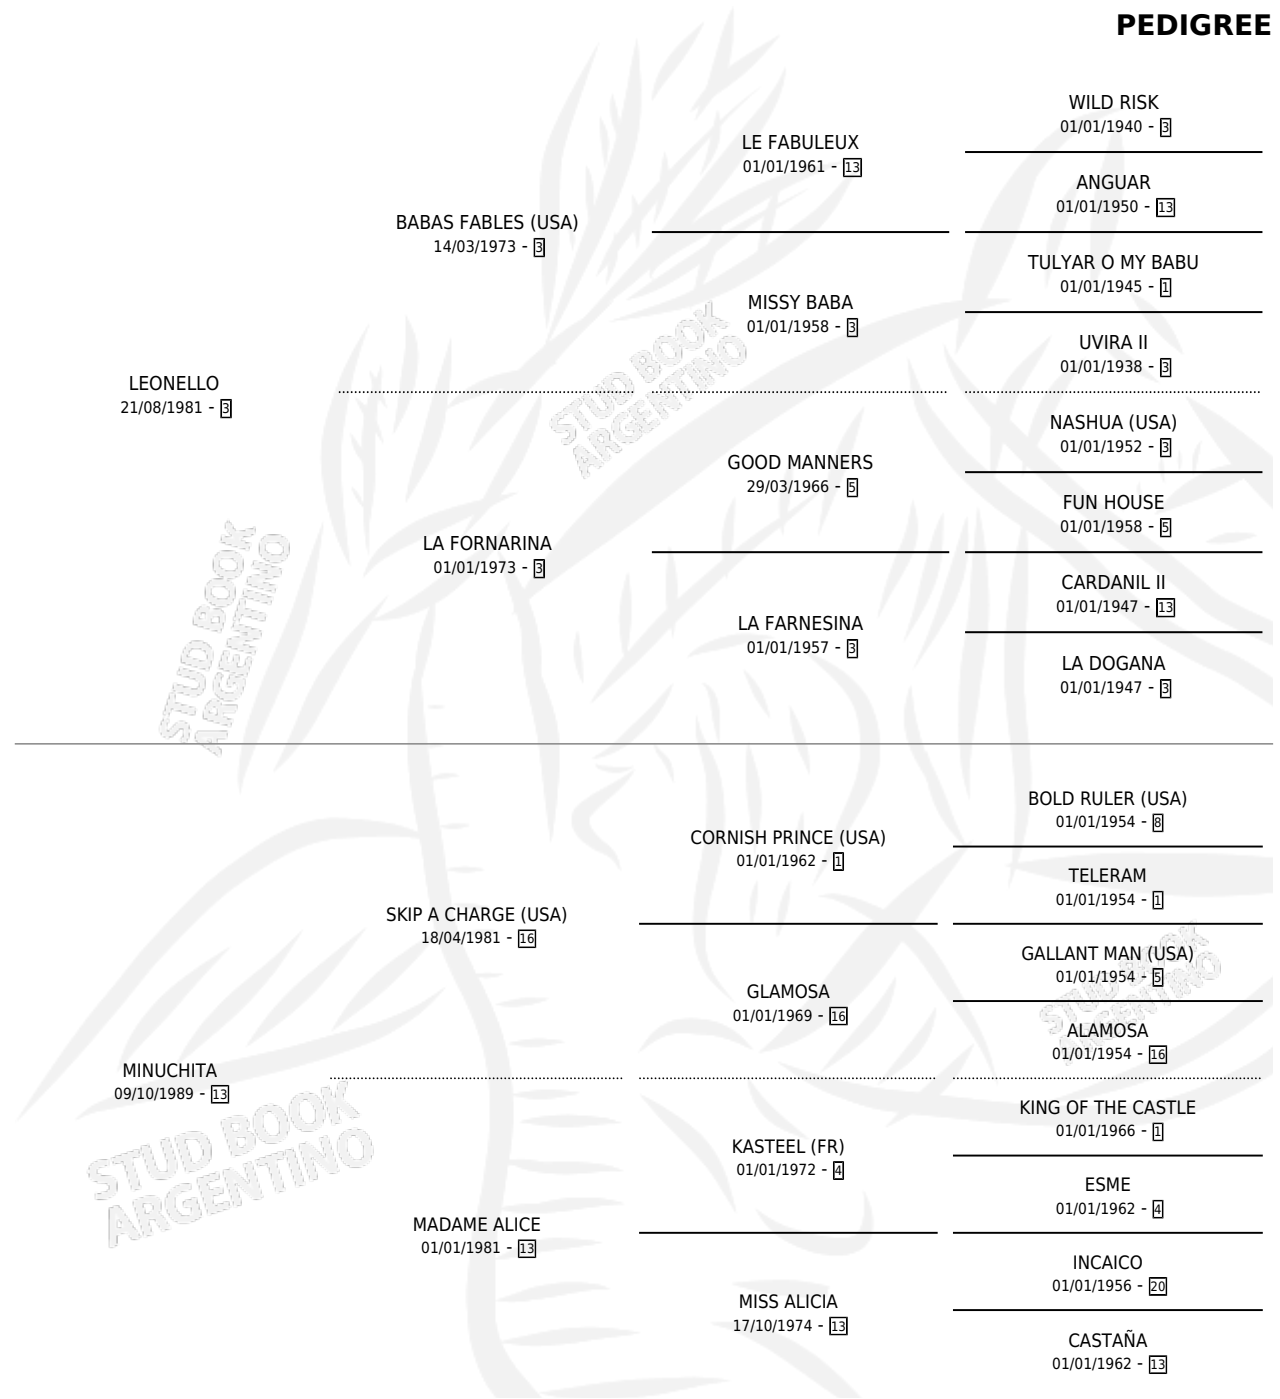 PEDIGREE
WILD RISK
01/01/1940 - 3
LE FABULEUX
01/01/1961 - 13
ANGUAR
01/01/1950 - 13
BABAS FABLES (USA)
14/03/1973 - 3
TULYAR O MY BABU
01/01/1945 - 1
MISSY BABA
01/01/1958 - 3
UVIRA II
01/01/1938 - 3
STUD BOOK
ARGENTINO
LEONELLO
21/08/1981 - 3
NASHUA (USA)
01/01/1952 - 3
GOOD MANNERS
29/03/1966 - 5
FUN HOUSE
01/01/1958 - 5
LA FORNARINA
01/01/1973 - 3
CARDANIL II
01/01/1947 - 13
LA FARNESINA
01/01/1957 - 3
LA DOGANA
01/01/1947 - 3
STUD BOOK
ARGENTINO
BOLD RULER (USA)
01/01/1954 - 8
CORNISH PRINCE (USA)
01/01/1962 - 1
TELERAM
01/01/1954 - 1
SKIP A CHARGE (USA)
18/04/1981 - 16
GALLANT MAN (USA)
01/01/1954 - 5
GLAMOSA
01/01/1969 - 16
ALAMOSA
01/01/1954 - 16
STUD BOOK
ARGENTINO
MINUCHITA
09/10/1989 - 13
KING OF THE CASTLE
01/01/1966 - 1
KASTEEL (FR)
01/01/1972 - 4
ESME
01/01/1962 - 4
STUD BOOK
ARGENTINO
MADAME ALICE
01/01/1981 - 13
INCAICO
01/01/1956 - 20
MISS ALICIA
17/10/1974 - 13
CASTAÑA
01/01/1962 - 13